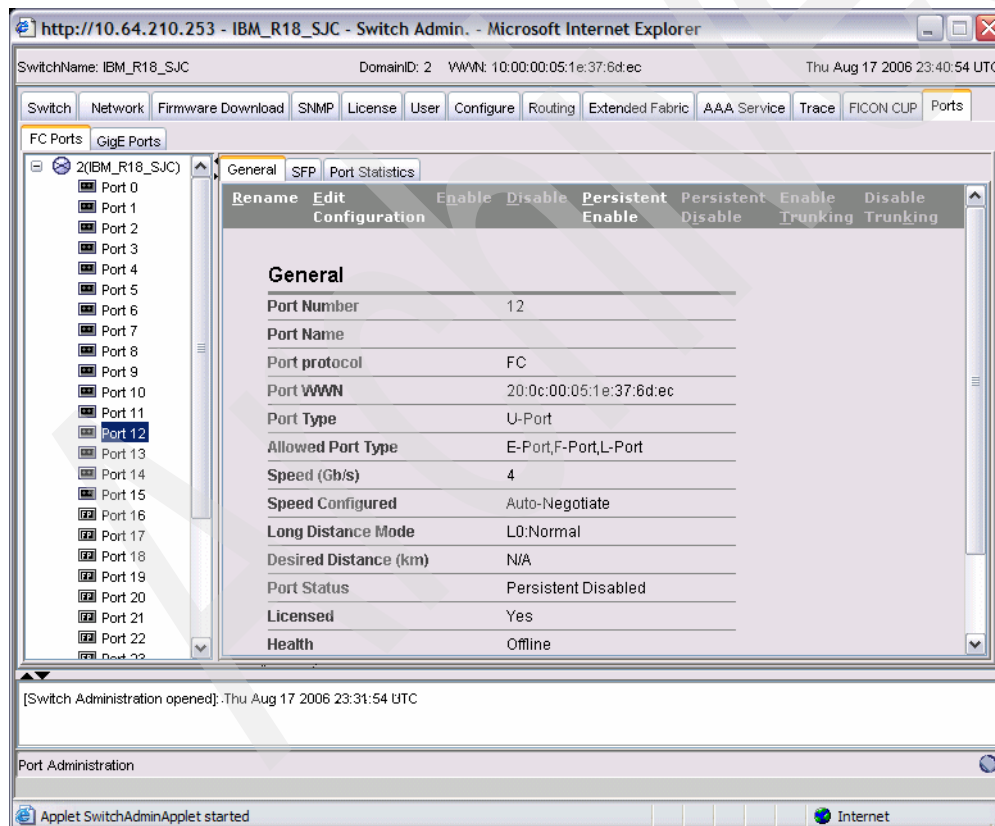 http://10.64.210.253 - IBM_R18_SJC - Switch Admin. - Microsoft Internet Explorer
SwitchName: IBM_R18_SJC DomainID: 2 WWN: 10:00:00:05:1e:37:6d:ec Thu Aug 17 2006 23:40:54 UTC
Switch Network Firmware Download SNMP License User Configure Routing Extended Fabric AAA Service Trace FICON CUP Ports
FC Ports GigE Ports
2(IBM_R18_SJC)
Port 0
Port 1
Port 2
Port 3
Port 4
Port 5
Port 6
Port 7
Port 8
Port 9
Port 10
Port 11
Port 12
Port 13
Port 14
Port 15
Port 16
Port 17
Port 18
Port 19
Port 20
Port 21
Port 22
Port 23
General SFP Port Statistics
Rename Edit Configuration Enable Disable Persistent Enable Persistent Disable Enable Trunking Disable Trunking
General
Port Number 12
Port Name
Port protocol FC
Port WWN 20:0c:00:05:1e:37:6d:ec
Port Type U-Port
Allowed Port Type E-Port,F-Port,L-Port
Speed (Gb/s) 4
Speed Configured Auto-Negotiate
Long Distance Mode L0:Normal
Desired Distance (km) N/A
Port Status Persistent Disabled
Licensed Yes
Health Offline
[Switch Administration opened]: Thu Aug 17 2006 23:31:54 UTC
Port Administration
Applet SwitchAdminApplet started Internet